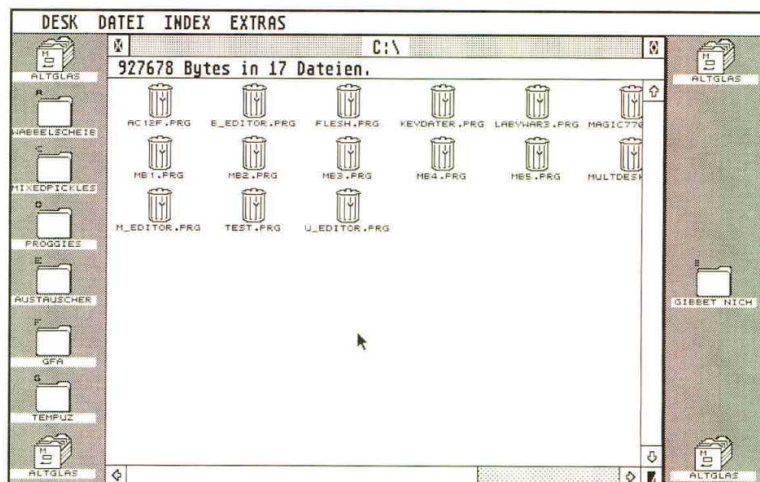 DESK DATEI INDEX EXTRAS
C:\
927678 Bytes in 17 Dateien.
AC12F.PRG B_EDITOR.PRG FLESH.PRG KEYDATER.PRG LABYWAR3.PRG MAGIC770
MB1.PRG MB2.PRG MB3.PRG MB4.PRG MB5.PRG MULTDESK
M_EDITOR.PRG TEST.PRG U_EDITOR.PRG
ALTGLAS
A
WABBELSCHEIB
C
MIXEDPICKLES
D
PROGGIES
E
AUSTAUSCHER
F
GFA
G
TEMPUZ
ALTGLAS
ALTGLAS
B
GIBBET NICH
ALTGLAS